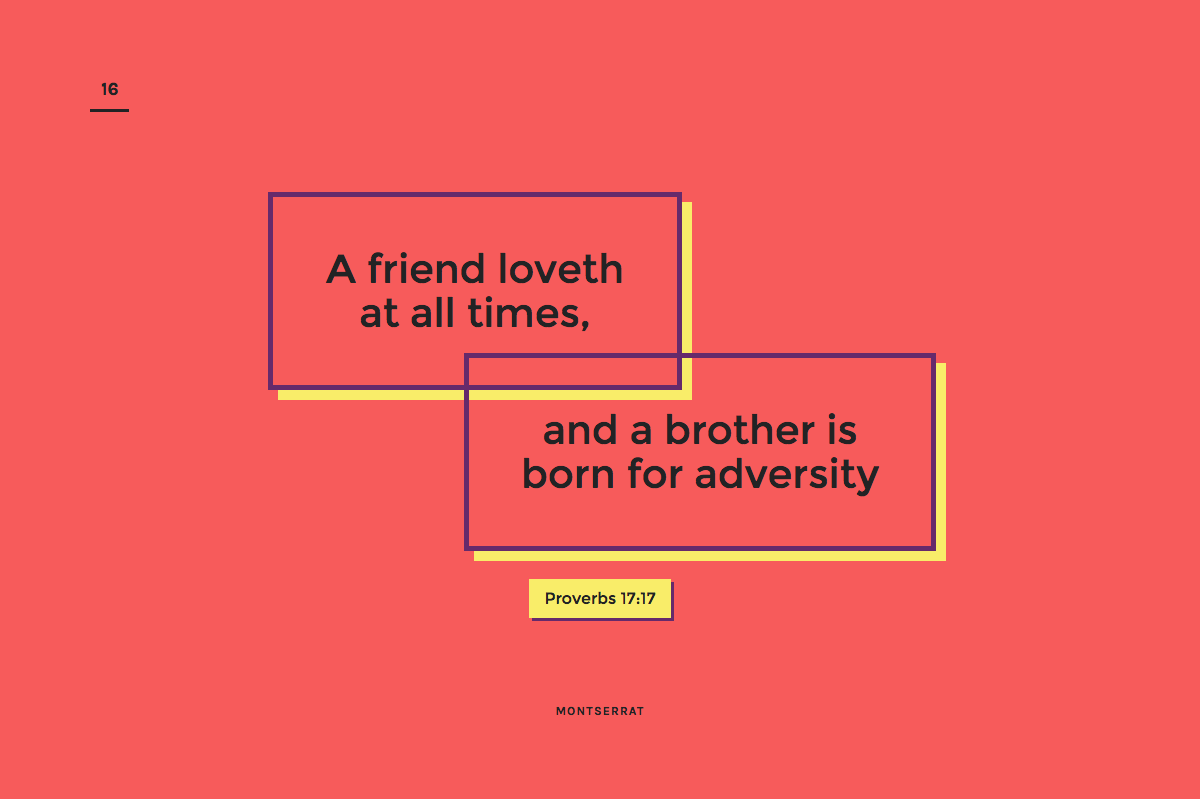 16
A friend loveth
at all times,
and a brother is
born for adversity
Proverbs 17:17
MONTSERRAT